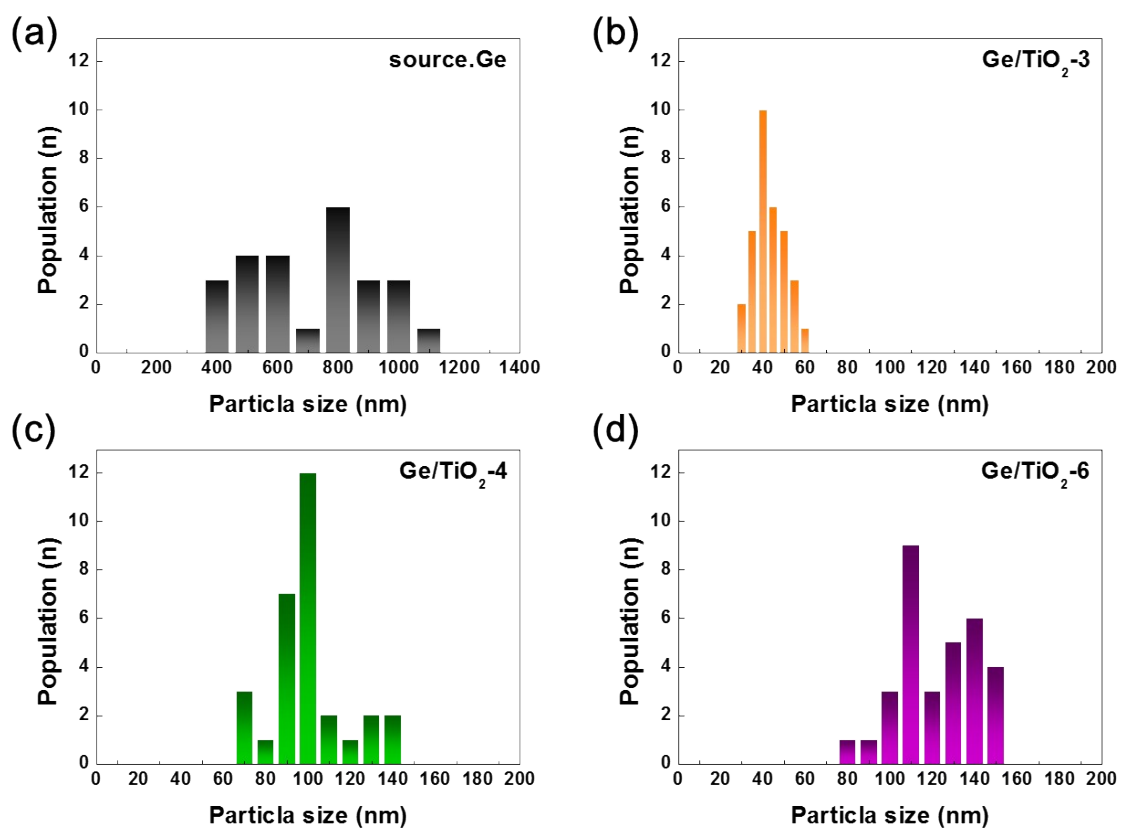 (a)
source.Ge
Population (n)
12
10
8
6
4
2
0
0 200 400 600 800 1000 1200 1400
Particla size (nm)
(b)
Ge/TiO₂-3
Population (n)
12
10
8
6
4
2
0
0 20 40 60 80 100 120 140 160 180 200
Particla size (nm)
(c)
Ge/TiO₂-4
Population (n)
12
10
8
6
4
2
0
0 20 40 60 80 100 120 140 160 180 200
Particla size (nm)
(d)
Ge/TiO₂-6
Population (n)
12
10
8
6
4
2
0
0 20 40 60 80 100 120 140 160 180 200
Particla size (nm)